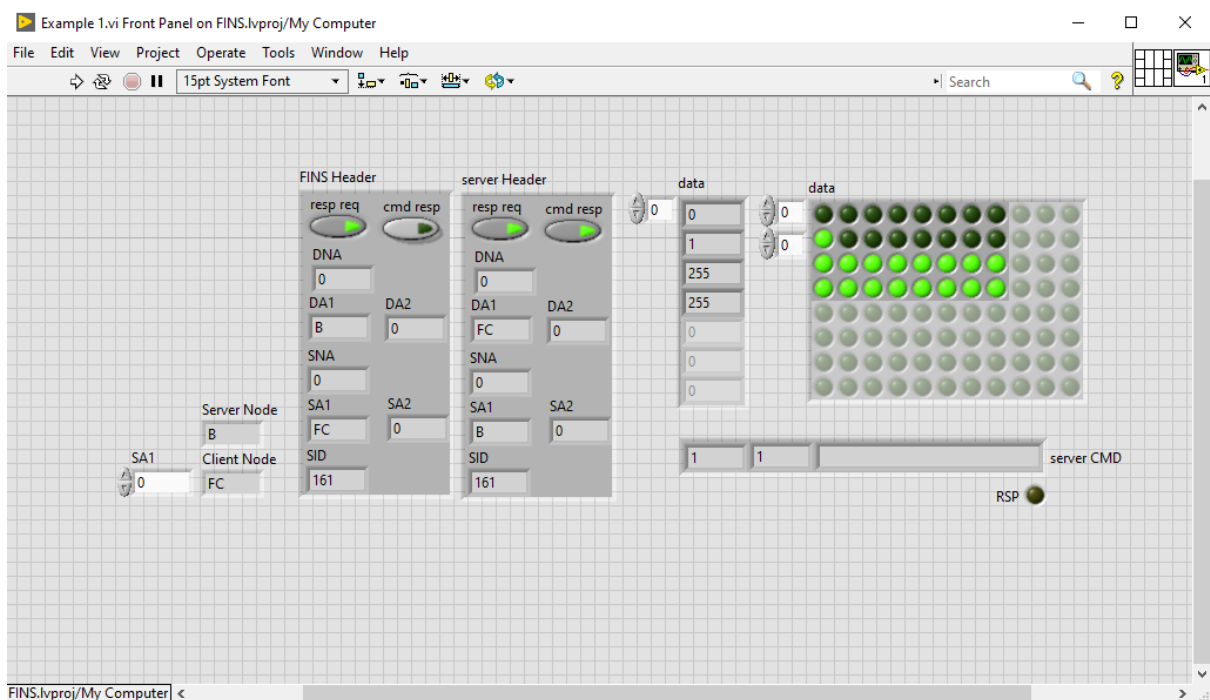 Example 1.vi Front Panel on FINS.lvproj/My Computer
File Edit View Project Operate Tools Window Help
15pt System Font Search ? 1
FINS Header server Header data data
resp req cmd resp resp req cmd resp 0 0 0
DNA DNA 1 0
0 0 255
DA1 DA2 DA1 DA2 255
B 0 FC 0 0
SNA SNA 0
0 0 0
Server Node SA1 SA2 SA1 SA2
B FC 0 B 0
SA1 Client Node SID SID 1 1 server CMD
0 FC 161 161
RSP
FINS.lvproj/My Computer